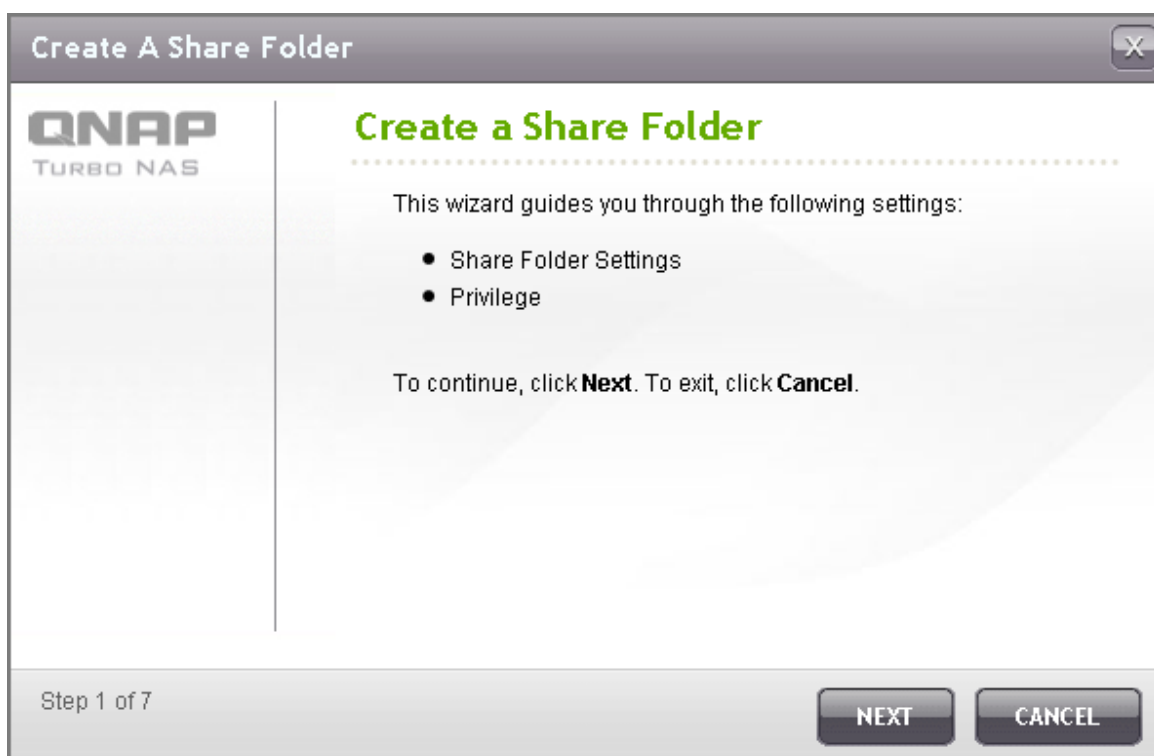 Create A Share Folder
X
QNAP
TURBO NAS
Create a Share Folder
This wizard guides you through the following settings:
Share Folder Settings
Privilege
To continue, click Next. To exit, click Cancel.
Step 1 of 7
NEXT
CANCEL